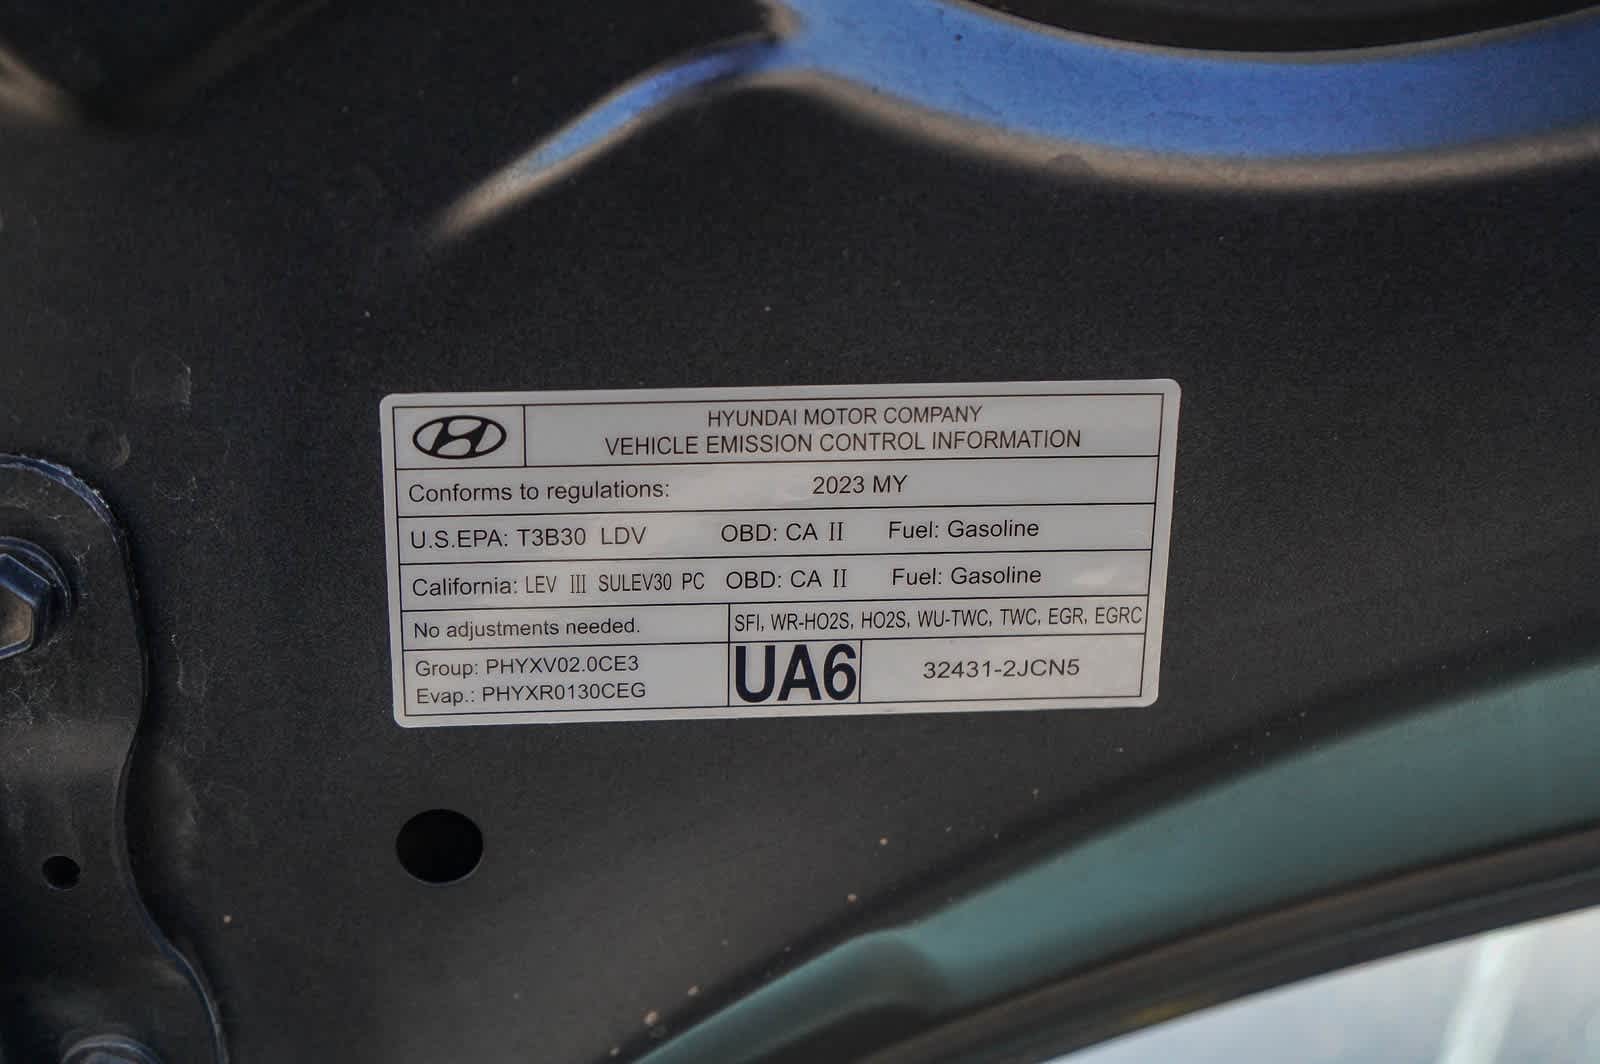 HYUNDAI MOTOR COMPANY
VEHICLE EMISSION CONTROL INFORMATION
Conforms to regulations: 2023 MY
U.S.EPA: T3B30 LDV OBD: CA II Fuel: Gasoline
California: LEV III SULEV30 PC OBD: CA II Fuel: Gasoline
No adjustments needed. SFI, WR-HO2S, HO2S, WU-TWC, TWC, EGR, EGRC
Group: PHYXV02.0CE3
Evap.: PHYXR0130CEG
UA6
32431-2JCN5